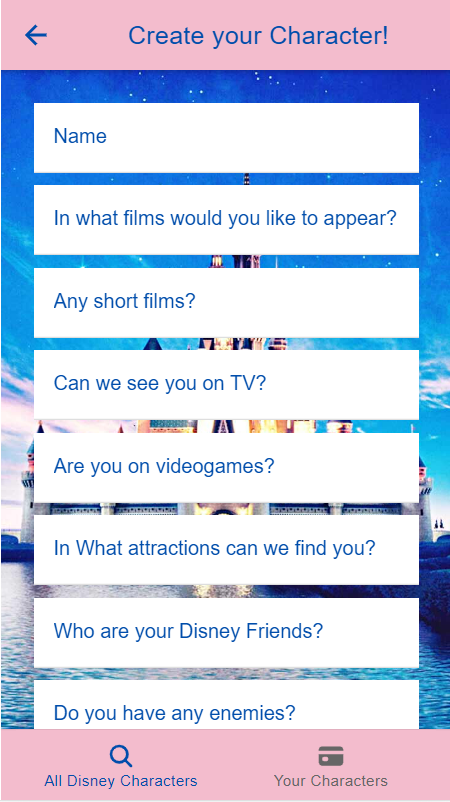 Create your Character!
Name
In what films would you like to appear?
Any short films?
Can we see you on TV?
Are you on videogames?
In What attractions can we find you?
Who are your Disney Friends?
Do you have any enemies?
All Disney Characters
Your Characters